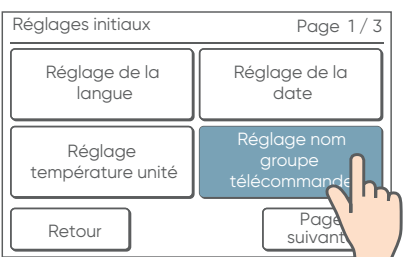 Réglages initiaux Page 1 / 3
Réglage de la
langue
Réglage de la
date
Réglage
température unité
Réglage nom
groupe
télécommande
Retour
Page
suivant